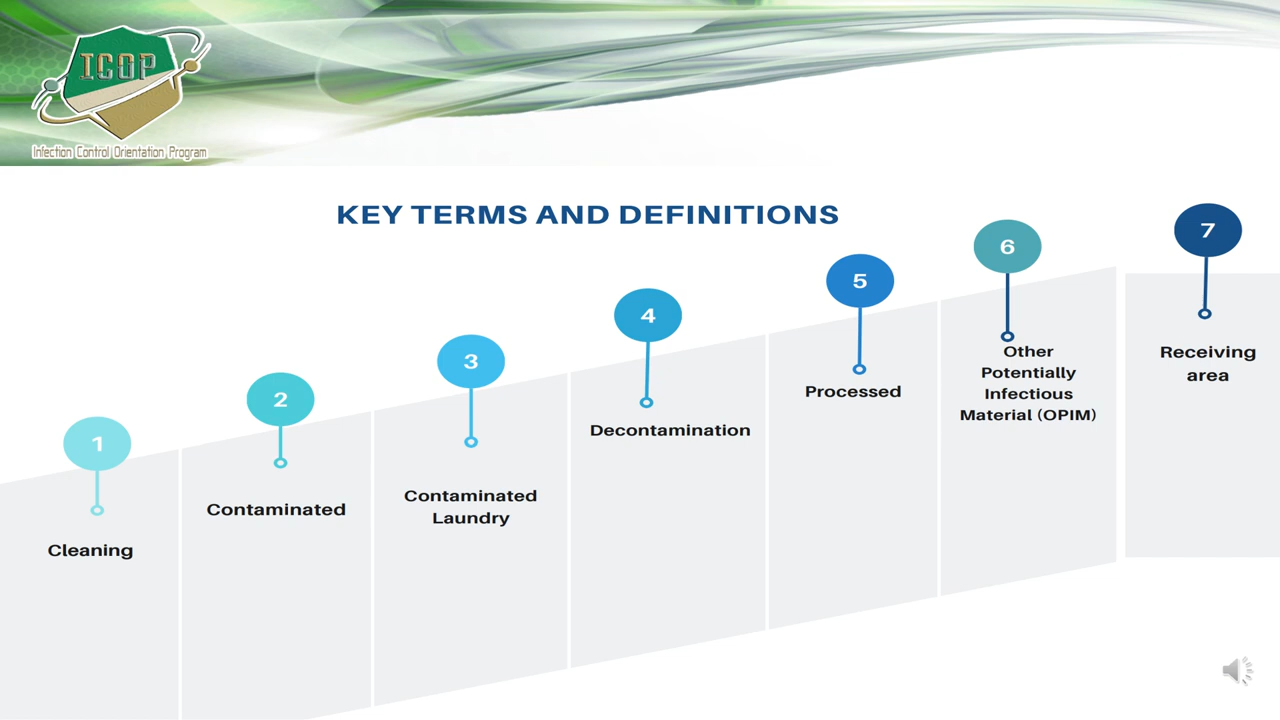 ICOP
Infection Control Orientation Program
KEY TERMS AND DEFINITIONS
1
Cleaning
2
Contaminated
3
Contaminated
Laundry
4
Decontamination
5
Processed
6
Other
Potentially
Infectious
Material (OPIM)
7
Receiving
area